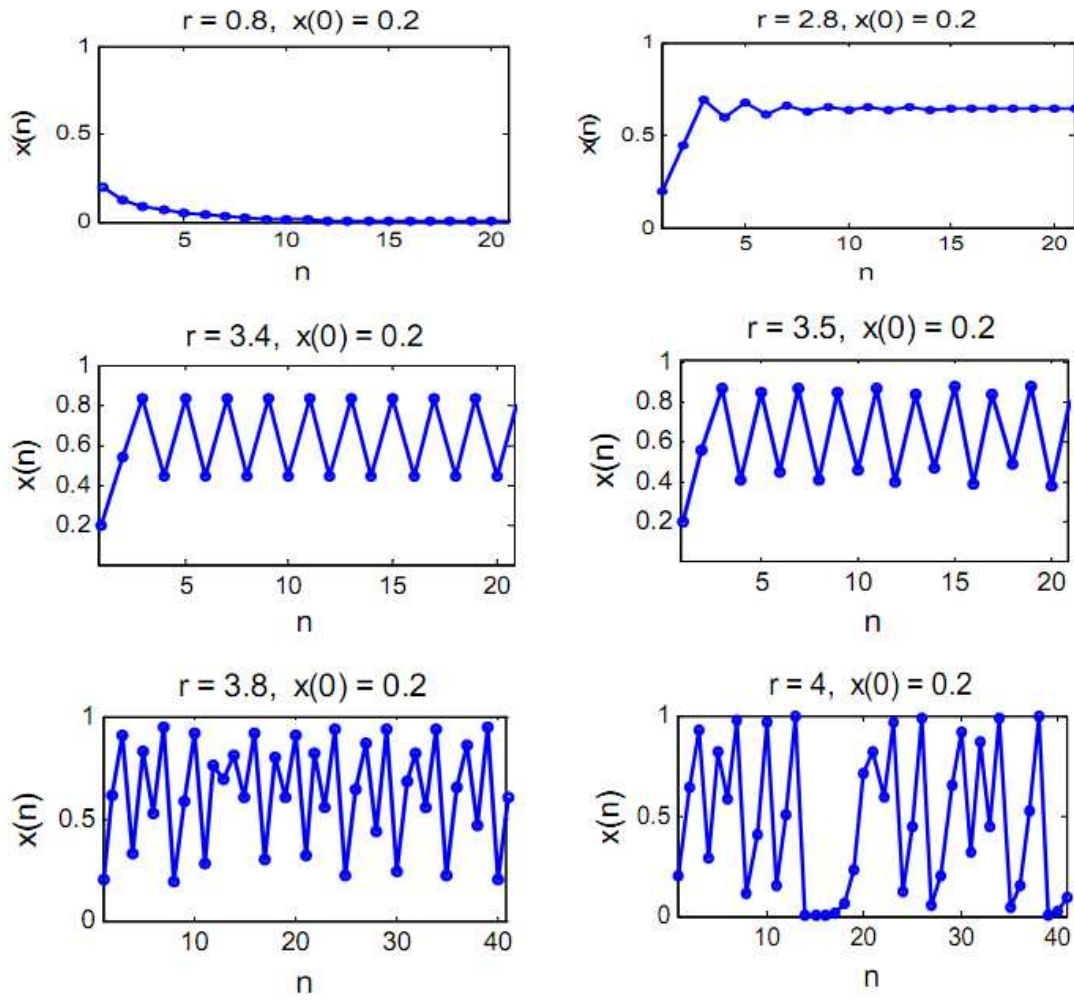 r = 0.8, x(0) = 0.2
1
0.5
0
x(n)
5 10 15 20
n
r = 2.8, x(0) = 0.2
1
0.5
0
x(n)
5 10 15 20
n
r = 3.4, x(0) = 0.2
1
0.8
0.6
0.4
0.2
x(n)
5 10 15 20
n
r = 3.5, x(0) = 0.2
1
0.8
0.6
0.4
0.2
x(n)
5 10 15 20
n
r = 3.8, x(0) = 0.2
1
0.5
0
x(n)
10 20 30 40
n
r = 4, x(0) = 0.2
1
0.5
0
x(n)
10 20 30 40
n